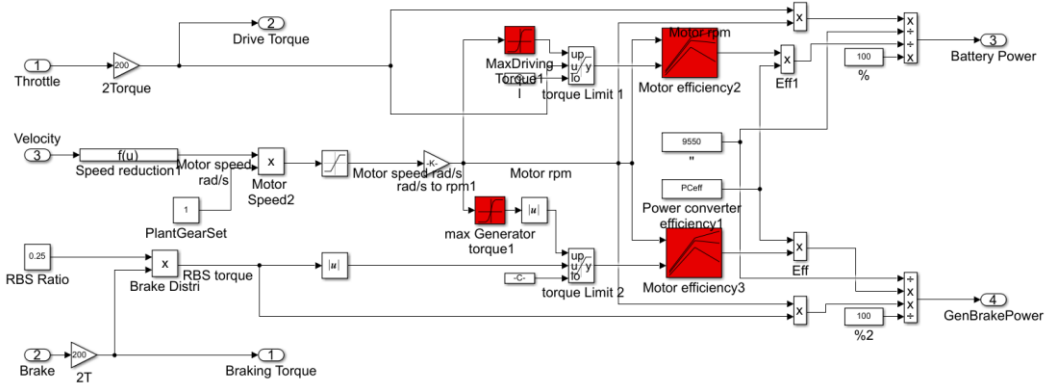 2
Drive Torque
1
Throttle
200
2Torque
MaxDriving
Torque1
up
u
y
lo
torque Limit 1
Motor rpm
Motor efficiency2
x
x
Eff1
100
%
x
÷
÷
x
3
Battery Power
Velocity
3
f(u)
Speed reduction1
Motor speed
rad/s
x
Motor
Speed2
Motor speed rad/s
-K-
rad/s to rpm1
Motor rpm
9550
"
1
PlantGearSet
PCeff
Power converter
efficiency1
max Generator
torque1
|u|
0.25
RBS Ratio
x
Brake Distri
RBS torque
|u|
-C-
up
u
y
lo
torque Limit 2
Motor efficiency3
x
Eff
x
100
%2
÷
x
x
÷
4
GenBrakePower
2
Brake
200
2T
1
Braking Torque